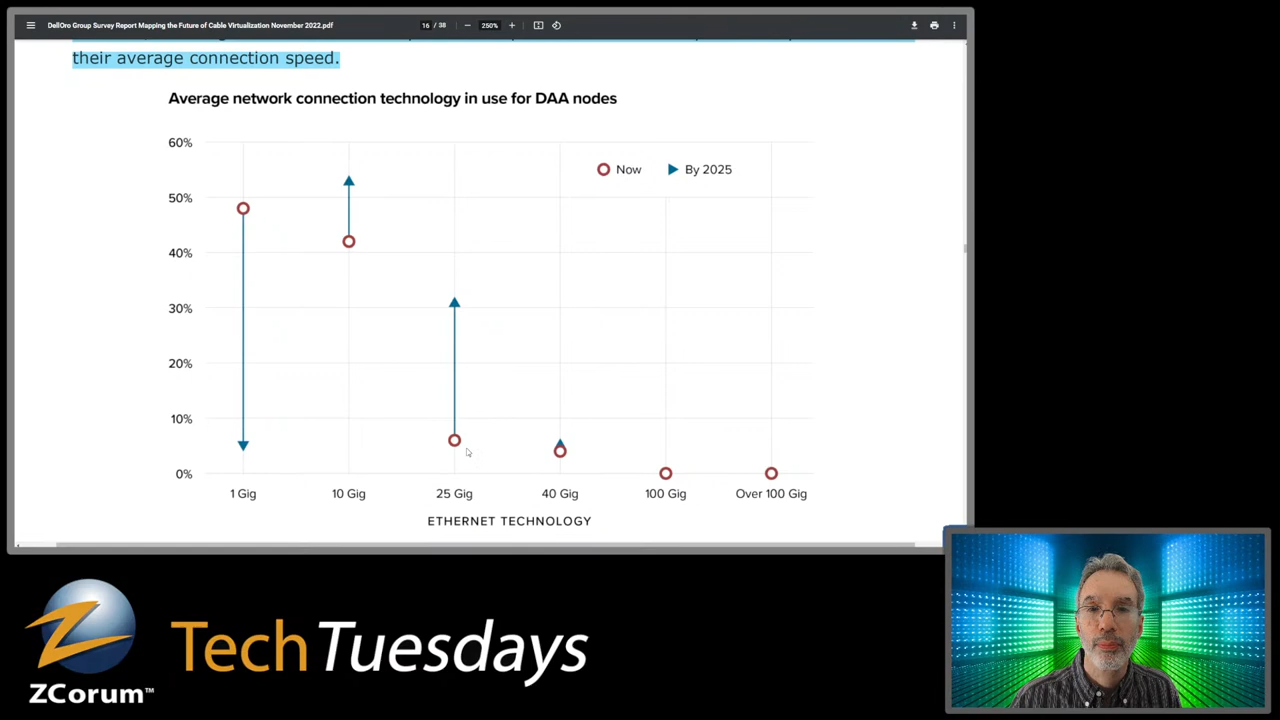 DellOro Group Survey Report Mapping the Future of Cable Virtualization November 2022.pdf
16 / 38
250%
their average connection speed.
Average network connection technology in use for DAA nodes
60%
Now
By 2025
50%
40%
30%
20%
10%
0%
1 Gig
10 Gig
25 Gig
40 Gig
100 Gig
Over 100 Gig
ETHERNET TECHNOLOGY
Z
TechTuesdays
ZCorum™